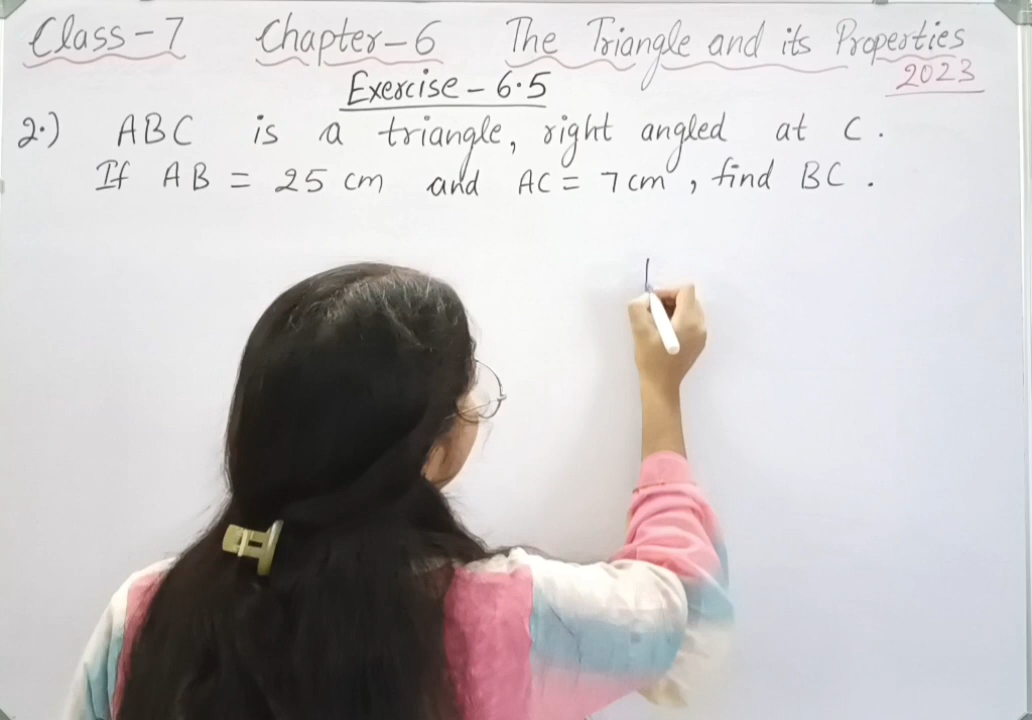 Class-7 Chapter-6 The Triangle and its Properties
2023
Exercise-6.5
2.) ABC is a triangle, right angled at C.
If AB = 25 cm and AC = 7 cm, find BC.